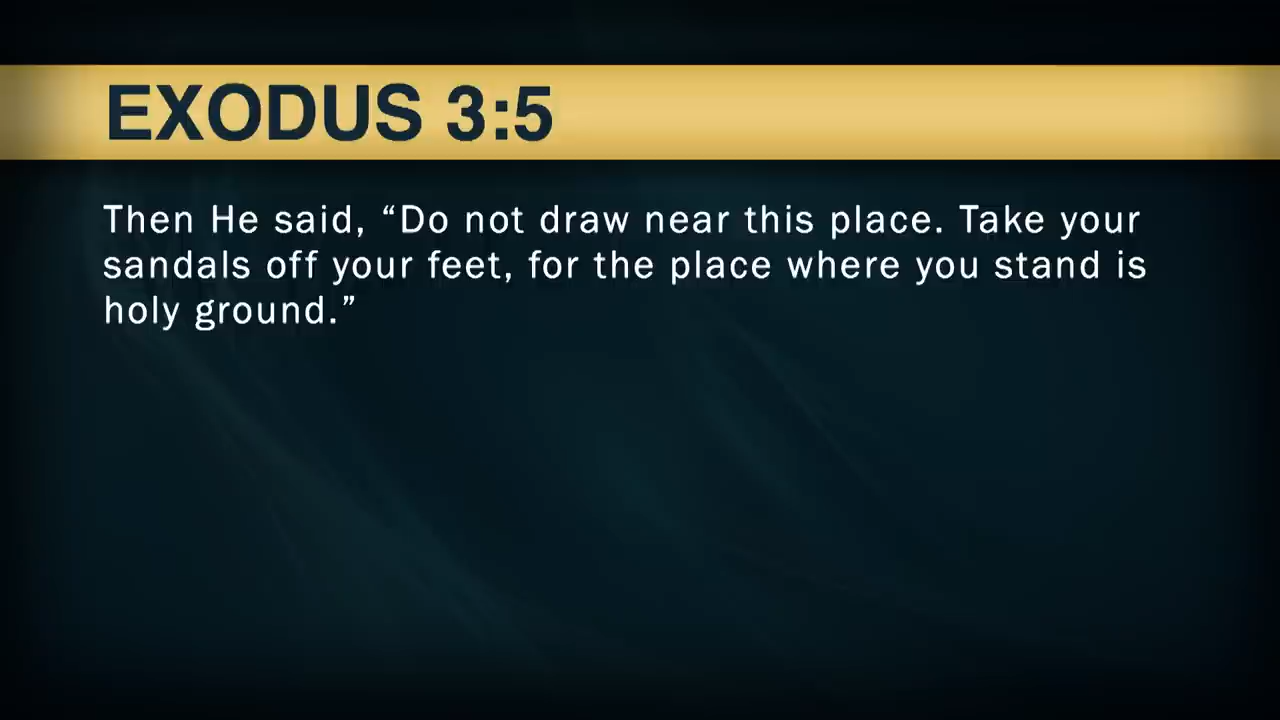 EXODUS 3:5
Then He said, “Do not draw near this place. Take your
sandals off your feet, for the place where you stand is
holy ground.”